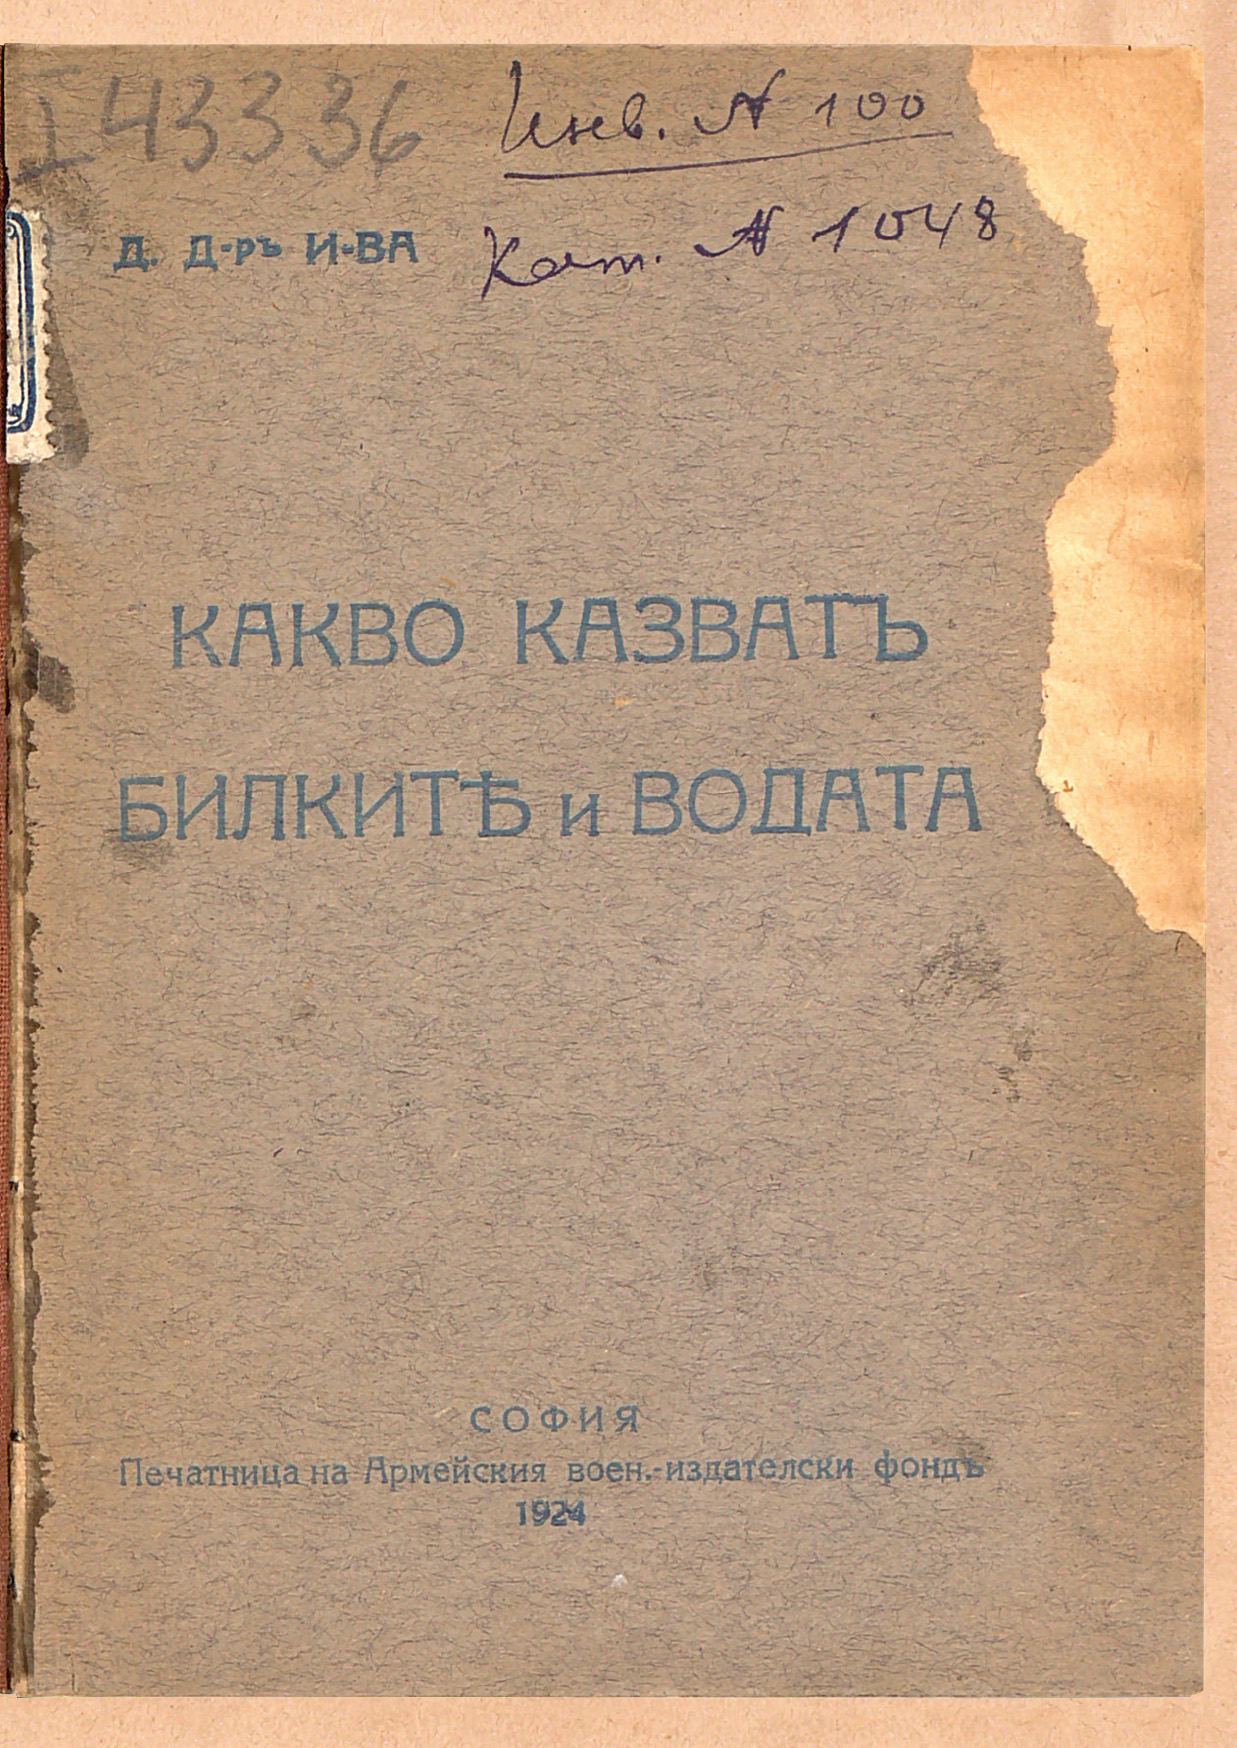 I 43336
Инв. № 100
Кат. № 1048
Д. Д-ръ И-ВА
КАКВО КАЗВАТЪ
БИЛКИТѢ и ВОДАТА
СОФИЯ
Печатница на Армейския воен.-издателски фондъ
1924